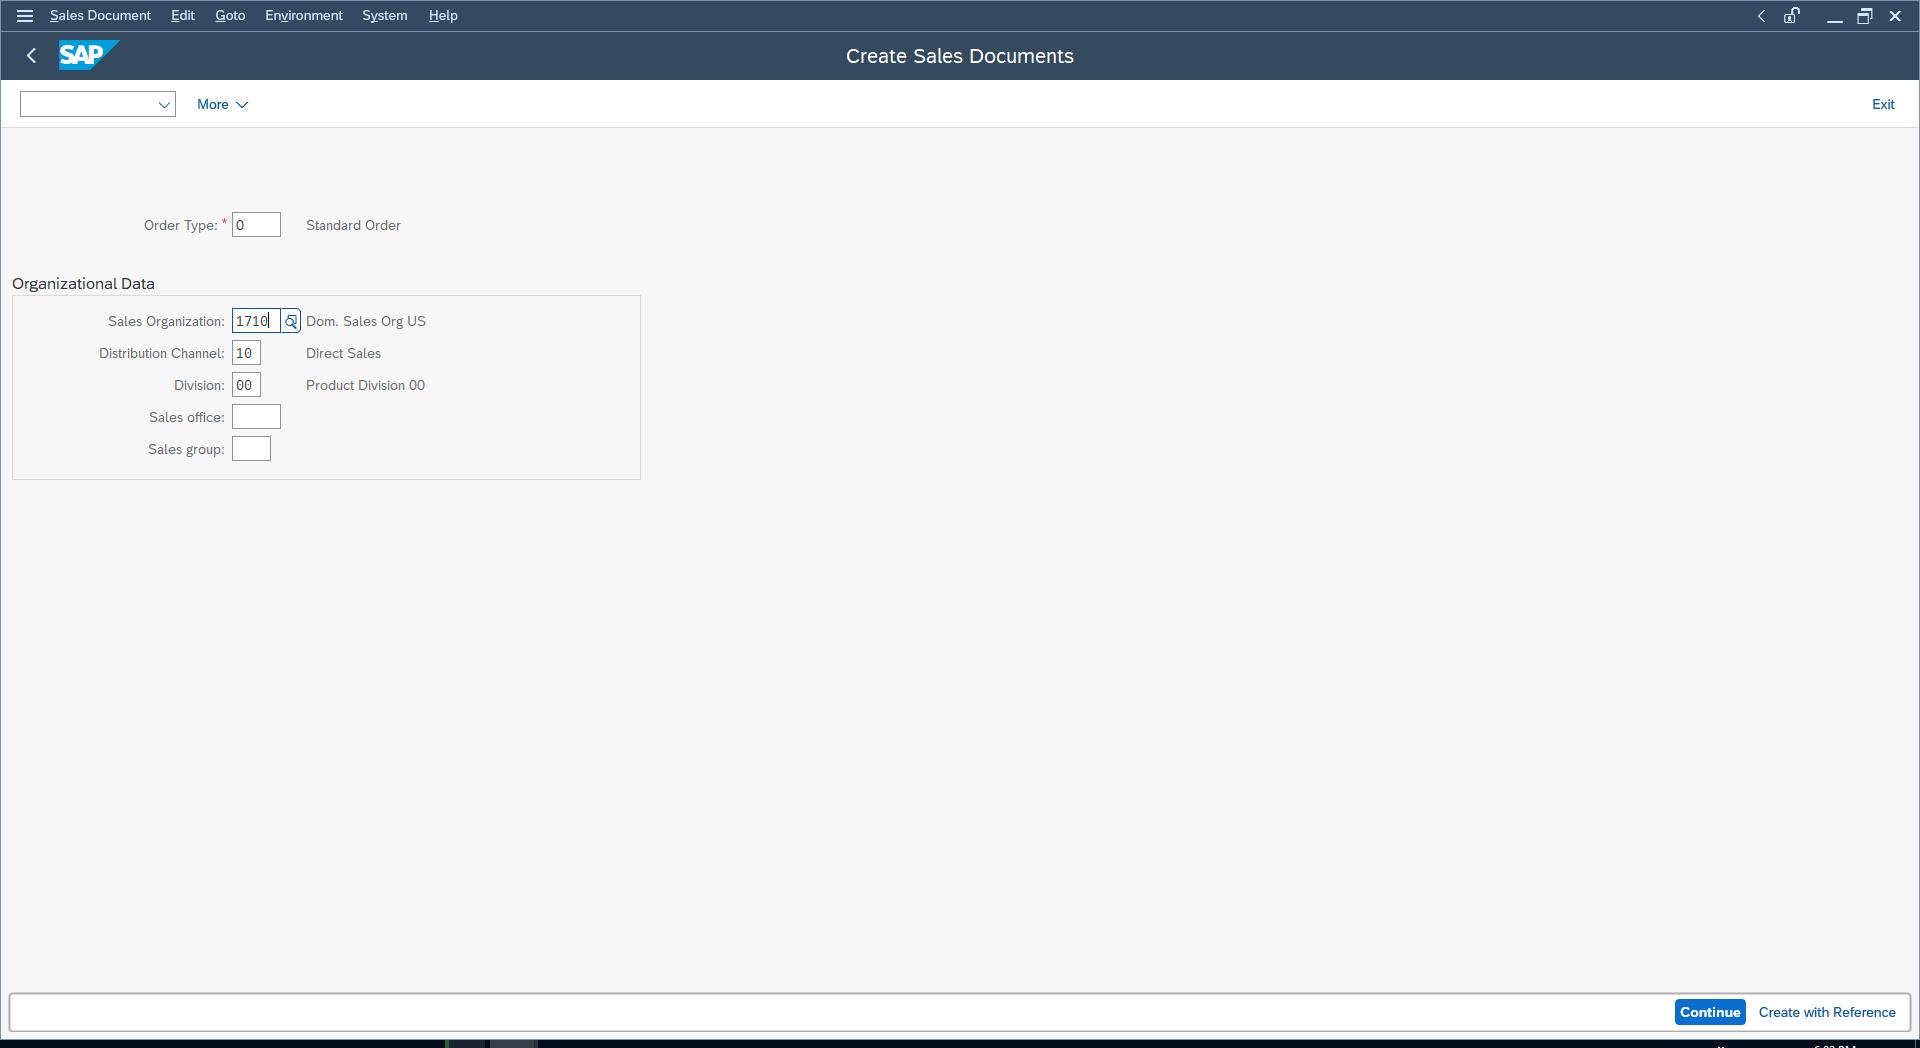 Sales Document Edit Goto Environment System Help
SAP Create Sales Documents
More Exit
Order Type: * O Standard Order
Organizational Data
Sales Organization: 1710 Dom. Sales Org US
Distribution Channel: 10 Direct Sales
Division: 00 Product Division 00
Sales office:
Sales group:
Continue Create with Reference